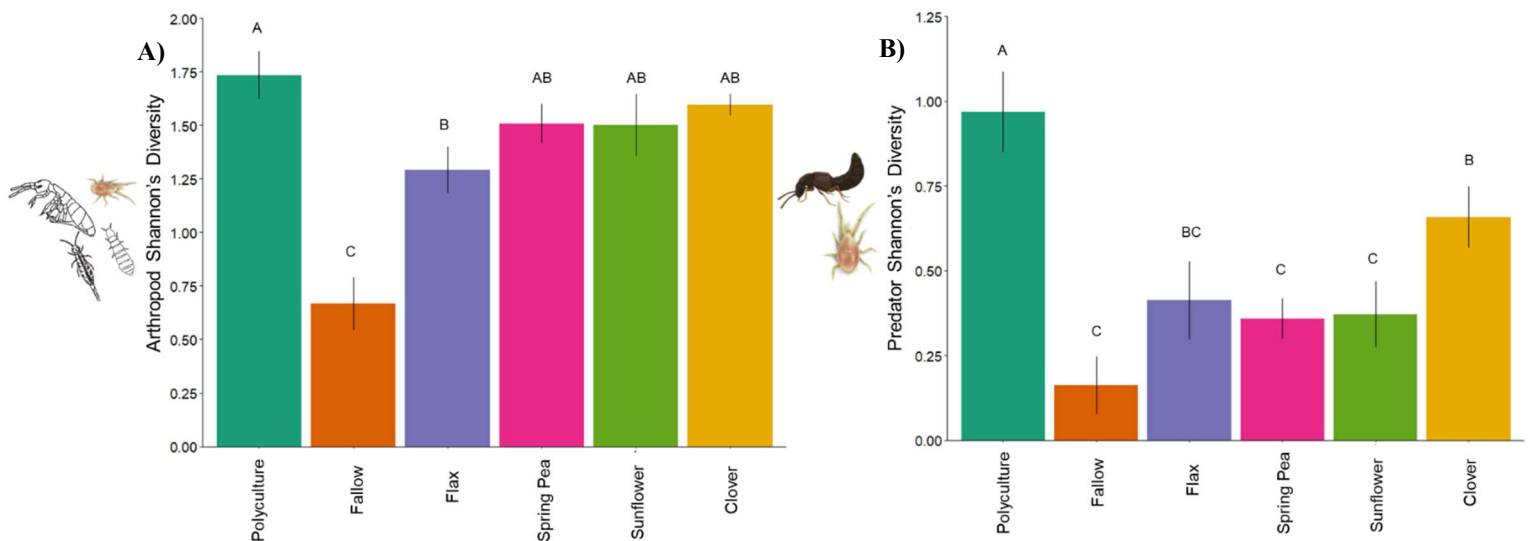 A)
Arthropod Shannon's Diversity
2.00
1.75
1.50
1.25
1.00
0.75
0.50
0.25
0.00
A
C
B
AB
AB
AB
Polyculture
Fallow
Flax
Spring Pea
Sunflower
Clover
B)
Predator Shannon's Diversity
1.25
1.00
0.75
0.50
0.25
0.00
A
C
BC
C
C
B
Polyculture
Fallow
Flax
Spring Pea
Sunflower
Clover